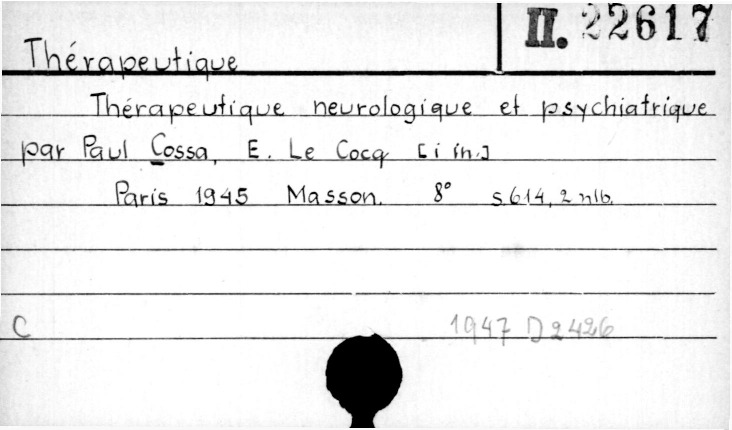 II. 22617
Thérapeutique
Thérapeutique neurologique et psychiatrique
par Paul Cossa, E. Le Cocq [i in.]
Paris 1945 Masson. 8° s. 614, 2 nlb.
C 1947 D 2426